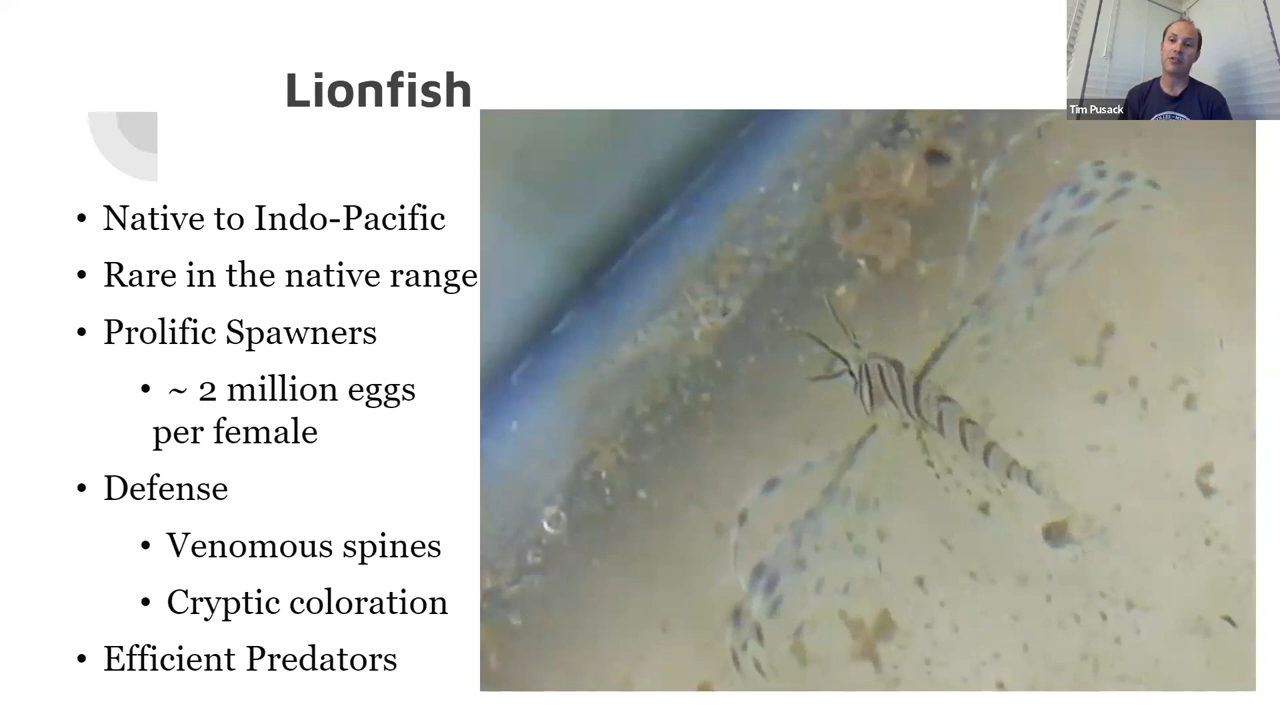 Tim Pusack
Lionfish
• Native to Indo-Pacific
• Rare in the native range
• Prolific Spawners
• ~ 2 million eggs
per female
• Defense
• Venomous spines
• Cryptic coloration
• Efficient Predators